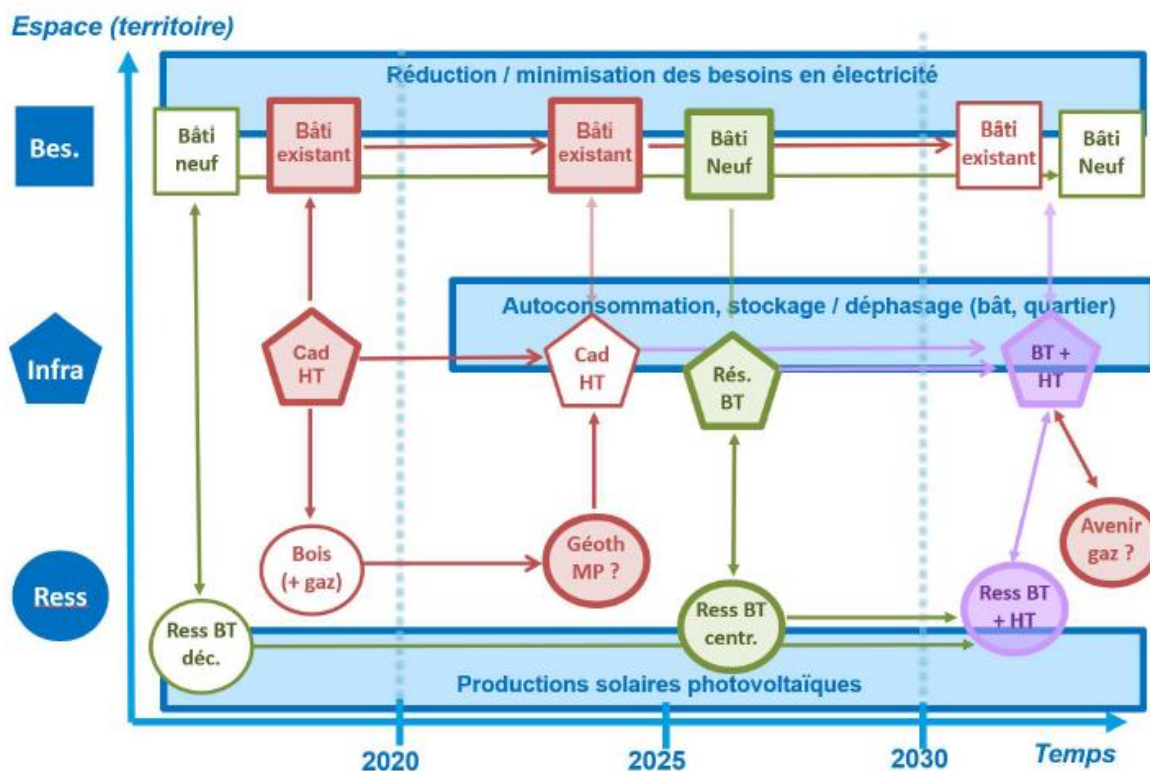 Espace (territoire)
Réduction / minimisation des besoins en électricité
Bes.
Bâti
neuf
Bâti
existant
Bâti
existant
Bâti
Neuf
Bâti
existant
Bâti
Neuf
Autoconsommation, stockage / déphasage (bât, quartier)
Infra
Cad
HT
Cad
HT
Rés.
BT
BT +
HT
Ress
Bois
(+ gaz)
Géoth
MP ?
Avenir
gaz ?
Ress BT
déc.
Ress BT
centr.
Ress BT
+ HT
Productions solaires photovoltaïques
2020
2025
2030
Temps